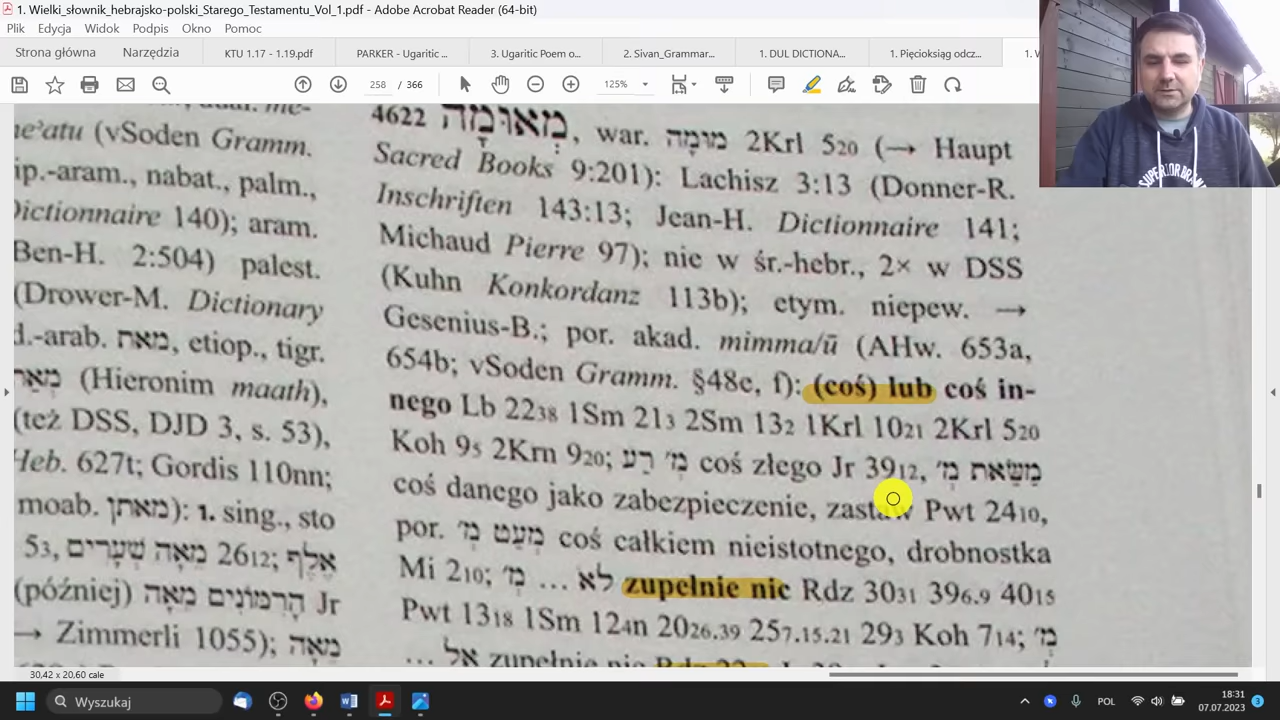 1. Wielki_słownik_hebrajsko-polski_Starego_Testamentu_Vol_1.pdf - Adobe Acrobat Reader (64-bit)
Plik Edycja Widok Podpis Okno Pomoc
Strona główna Narzędzia KTU 1.17 - 1.19.pdf PARKER - Ugaritic ... 3. Ugaritic Poem o... 2. Sivan_Grammar... 1. DUL DICTIONA... 1. Pięcioksiąg odcz...
258 / 366 125%
ne'atu (vSoden Gramm.
ip.-aram., nabat., palm.,
Dictionnaire 140); aram.
Ben-H. 2:504) palest.
(Drower-M. Dictionary
d.-arab. מאת, etiop., tigr.
(Hieronim maath),
(też DSS, DJD 3, s. 53),
Heb. 627t; Gordis 110nn;
moab. מאתן): 1. sing., sto
אֶלֶף ;2612 מֵאָה שְׁעָרִים ,53
(później) הָרִמּוֹנִים מֵאָה Jr
→ Zimmerli 1055); מֵאָה
4622 מְאוּמָה, war. מוּמָה 2Krl 520 (→ Haupt
Sacred Books 9:201): Lachisz 3:13 (Donner-R.
Inschriften 143:13; Jean-H. Dictionnaire 141;
Michaud Pierre 97); nie w śr.-hebr., 2× w DSS
(Kuhn Konkordanz 113b); etym. niepew. →
Gesenius-B.; por. akad. mimma/ū (AHw. 653a,
654b; vSoden Gramm. §48e, f): (coś) lub coś in-
nego Lb 2238 1Sm 213 2Sm 132 1Krl 1021 2Krl 520
Koh 95 2Krn 920; מְ׳ רַע coś złego Jr 3912, מַשַּׁאת מְ׳
coś danego jako zabezpieczenie, zastaw Pwt 2410,
por. מְעַט מְ׳ coś całkiem nieistotnego, drobnostka
Mi 210; לֹא ... מְ׳ zupełnie nic Rdz 3031 396.9 4015
Pwt 1318 1Sm 124n 2026.39 257.15.21 293 Koh 714; מְ׳
אַל ... zupełnie nic
30,42 x 20,60 cale
SUPERIOR BRAN
Wyszukaj
POL
18:31
07.07.2023
3